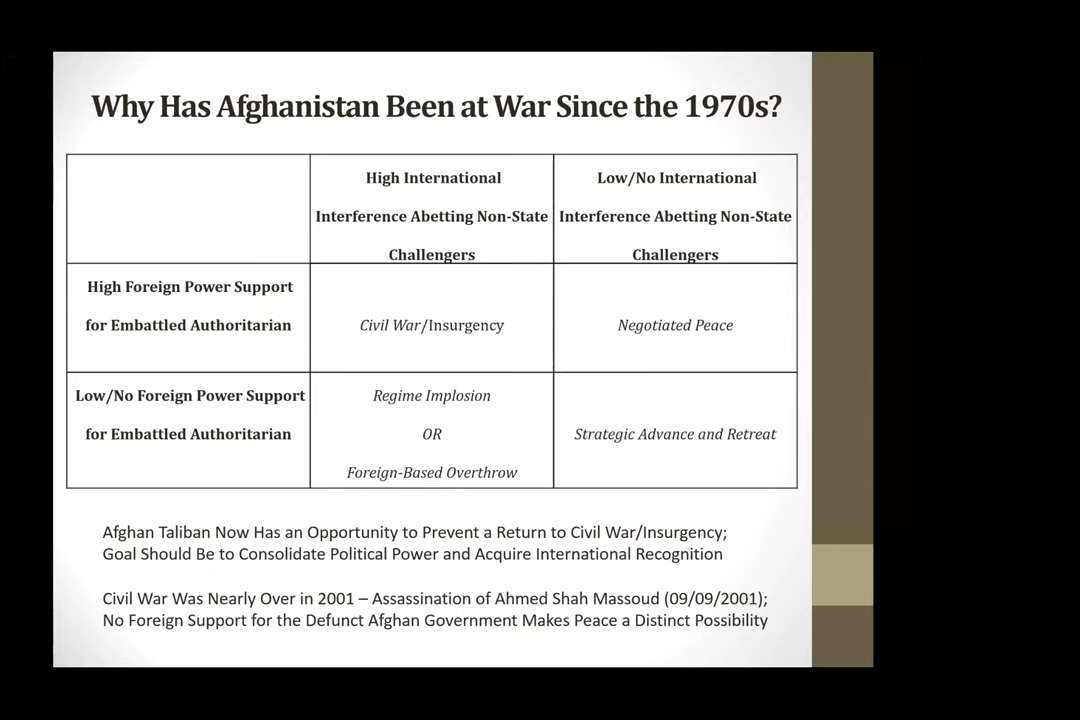 Why Has Afghanistan Been at War Since the 1970s?
High International
Interference Abetting Non-State
Challengers
Low/No International
Interference Abetting Non-State
Challengers
High Foreign Power Support
for Embattled Authoritarian
Civil War/Insurgency
Negotiated Peace
Low/No Foreign Power Support
for Embattled Authoritarian
Regime Implosion
OR
Foreign-Based Overthrow
Strategic Advance and Retreat
Afghan Taliban Now Has an Opportunity to Prevent a Return to Civil War/Insurgency;
Goal Should Be to Consolidate Political Power and Acquire International Recognition
Civil War Was Nearly Over in 2001 – Assassination of Ahmed Shah Massoud (09/09/2001);
No Foreign Support for the Defunct Afghan Government Makes Peace a Distinct Possibility